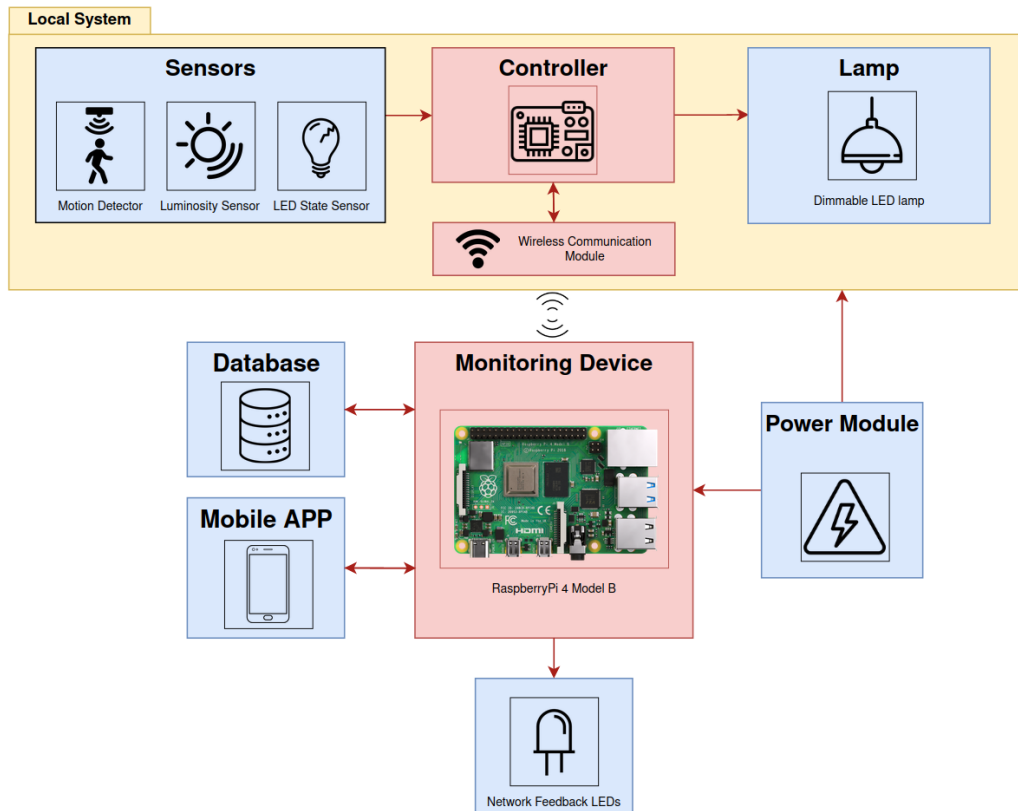 Local System
Sensors
Controller
Lamp
Motion Detector
Luminosity Sensor
LED State Sensor
Dimmable LED lamp
Wireless Communication
Module
Database
Monitoring Device
Power Module
Mobile APP
HDMI
RaspberryPi 4 Model B
Network Feedback LEDs